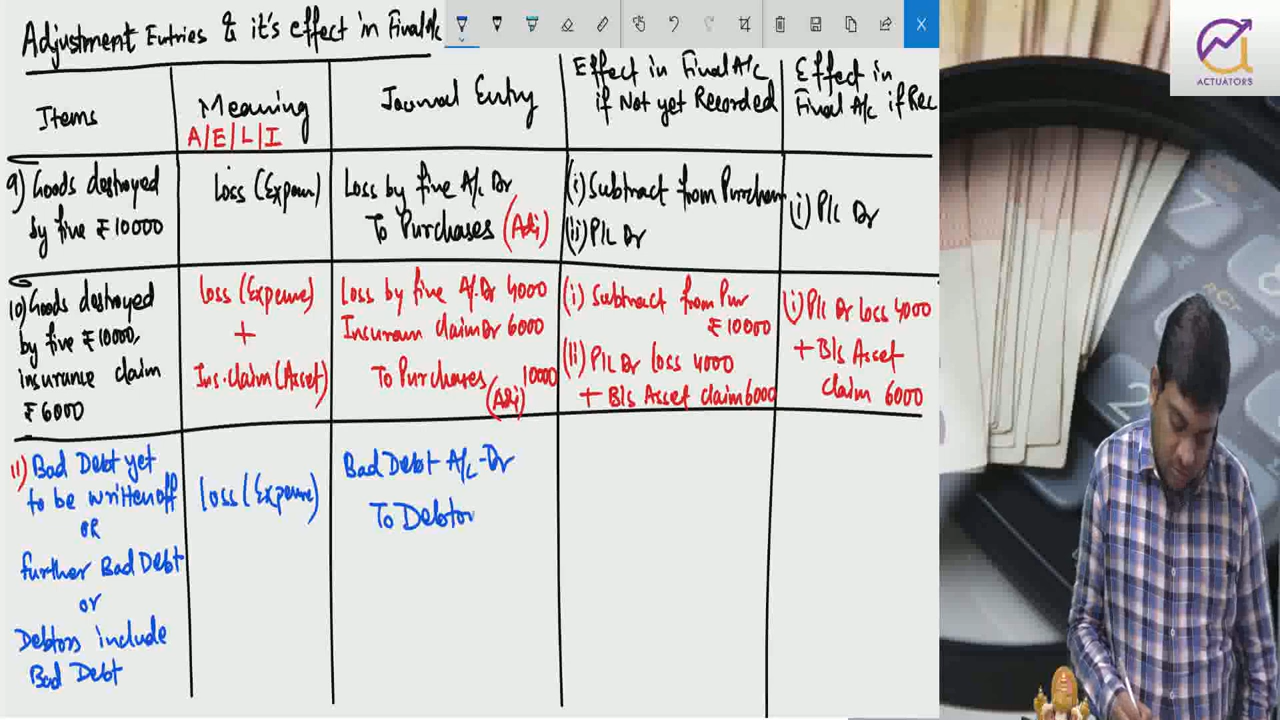 Adjustment Entries & it's effect in Final A/c
Items
Meaning
A/E/L/I
Journal Entry
Effect in Final A/c
if Not yet Recorded
Effect in
Final A/c if Rec
9) Goods destroyed
by fire ₹10000
Loss (Expen)
Loss by fire A/c Dr
To Purchases (Adj)
(i) Subtract from Purchase
(ii) P/L Dr
(i) P/L Dr
10) Goods destroyed
by fire ₹10000,
insurance claim
₹6000
loss (Expense)
+
Ins. claim (Asset)
Loss by fire A/c Dr 4000
Insuran claim Dr 6000
To Purchases 10000
(Adj)
(i) Subtract from Pur
₹10000
(ii) P/L Dr loss 4000
+ B/s Asset claim 6000
(i) P/L Dr loss 4000
+ B/s Asset
claim 6000
11) Bad Debt yet
to be written off
OR
further Bad Debt
or
Debtors include
Bad Debt
loss (Expense)
Bad Debt A/c - Dr
To Debtor
ACTUATORS